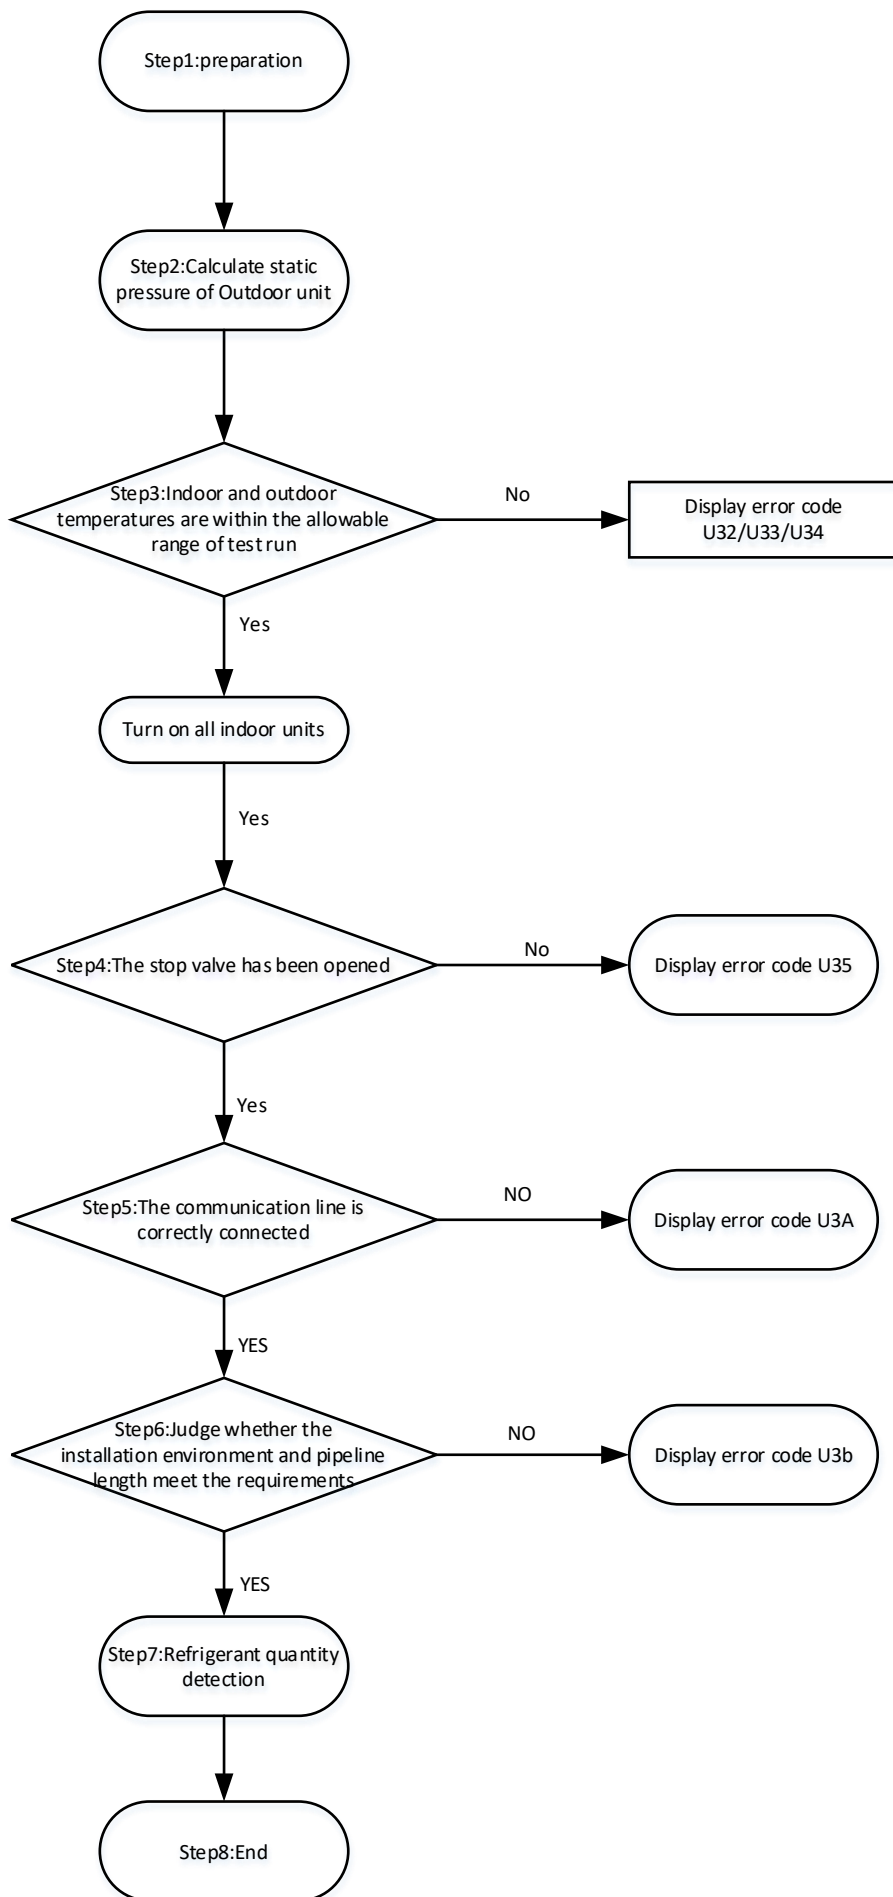 Step1:preparation
Step2:Calculate static
pressure of Outdoor unit
Step3:Indoor and outdoor
temperatures are within the allowable
range of test run
No
Display error code
U32/U33/U34
Yes
Turn on all indoor units
Yes
Step4:The stop valve has been opened
No
Display error code U35
Yes
Step5:The communication line is
correctly connected
NO
Display error code U3A
YES
Step6:Judge whether the
installation environment and pipeline
length meet the requirements
NO
Display error code U3b
YES
Step7:Refrigerant quantity
detection
Step8:End